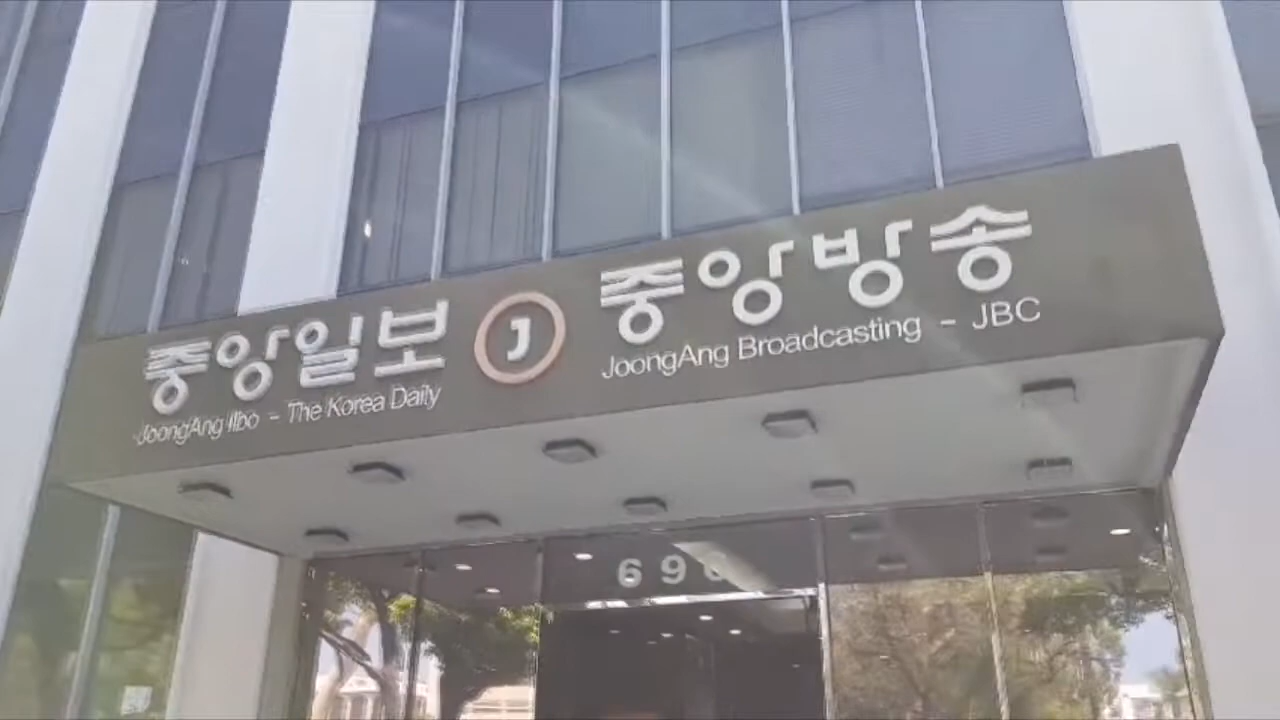 중앙일보 J 중앙방송
JoongAng Ilbo - The Korea Daily JoongAng Broadcasting - JBC